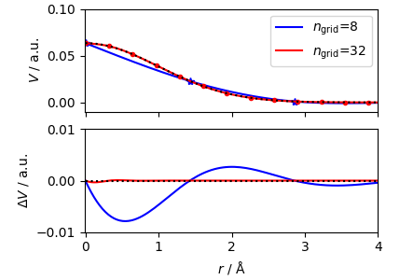 0.10
0.05
0.00
V / a.u.
n_grid=8
n_grid=32
0.01
0.00
−0.01
ΔV / a.u.
0 1 2 3 4
r / Å